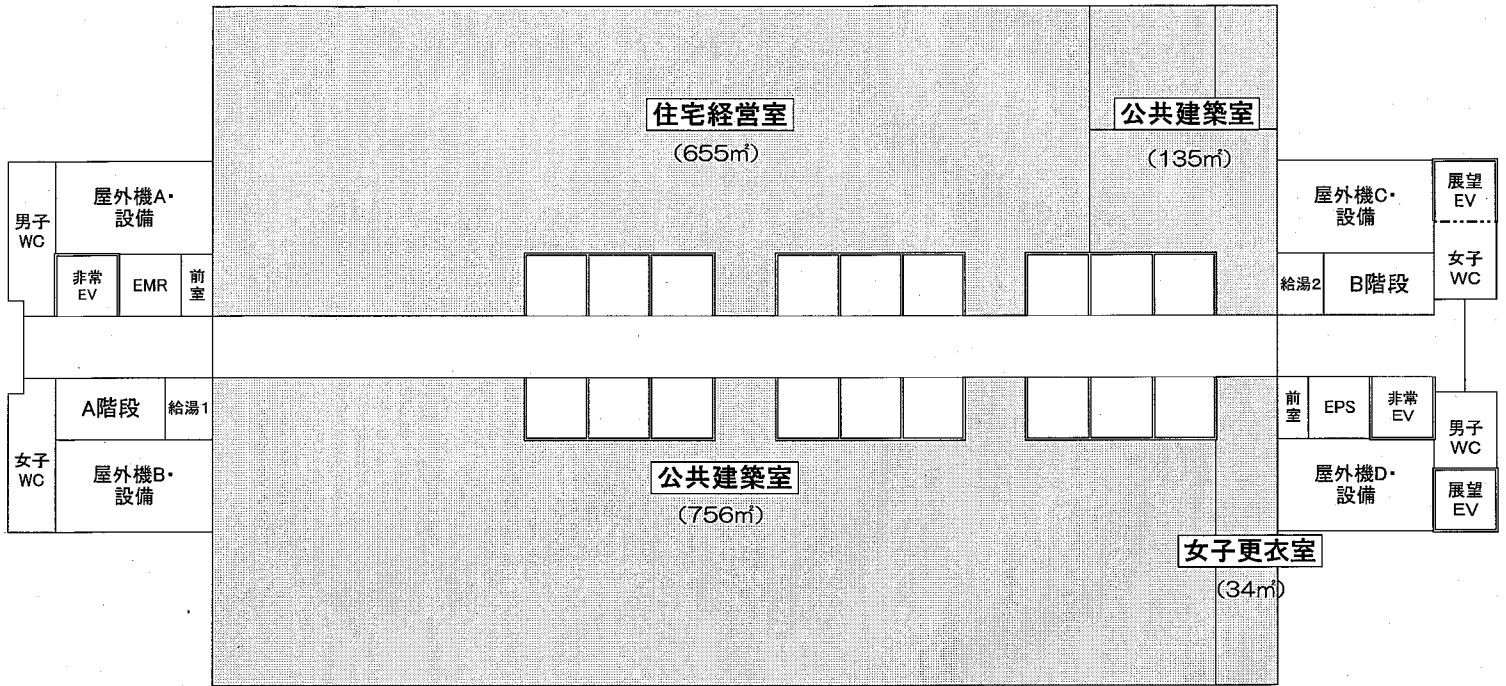 住宅経営室
(655㎡)
公共建築室
(135㎡)
男子
WC
屋外機A・
設備
非常
EV
EMR
前
室
屋外機C・
設備
展望
EV
女子
WC
給湯2
B階段
A階段
給湯1
女子
WC
屋外機B・
設備
公共建築室
(756㎡)
前
室
EPS
非常
EV
男子
WC
屋外機D・
設備
展望
EV
女子更衣室
(34㎡)